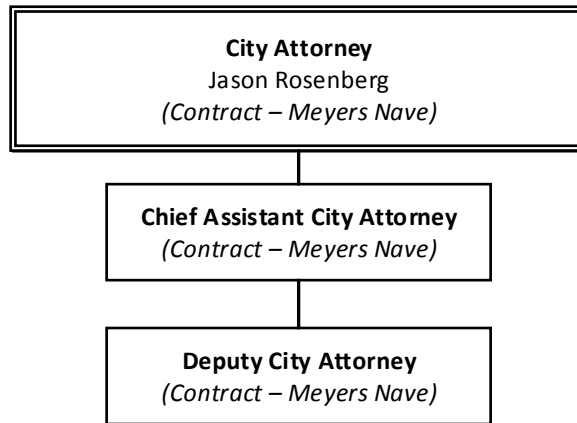 City Attorney
Jason Rosenberg
(Contract – Meyers Nave)
Chief Assistant City Attorney
(Contract – Meyers Nave)
Deputy City Attorney
(Contract – Meyers Nave)